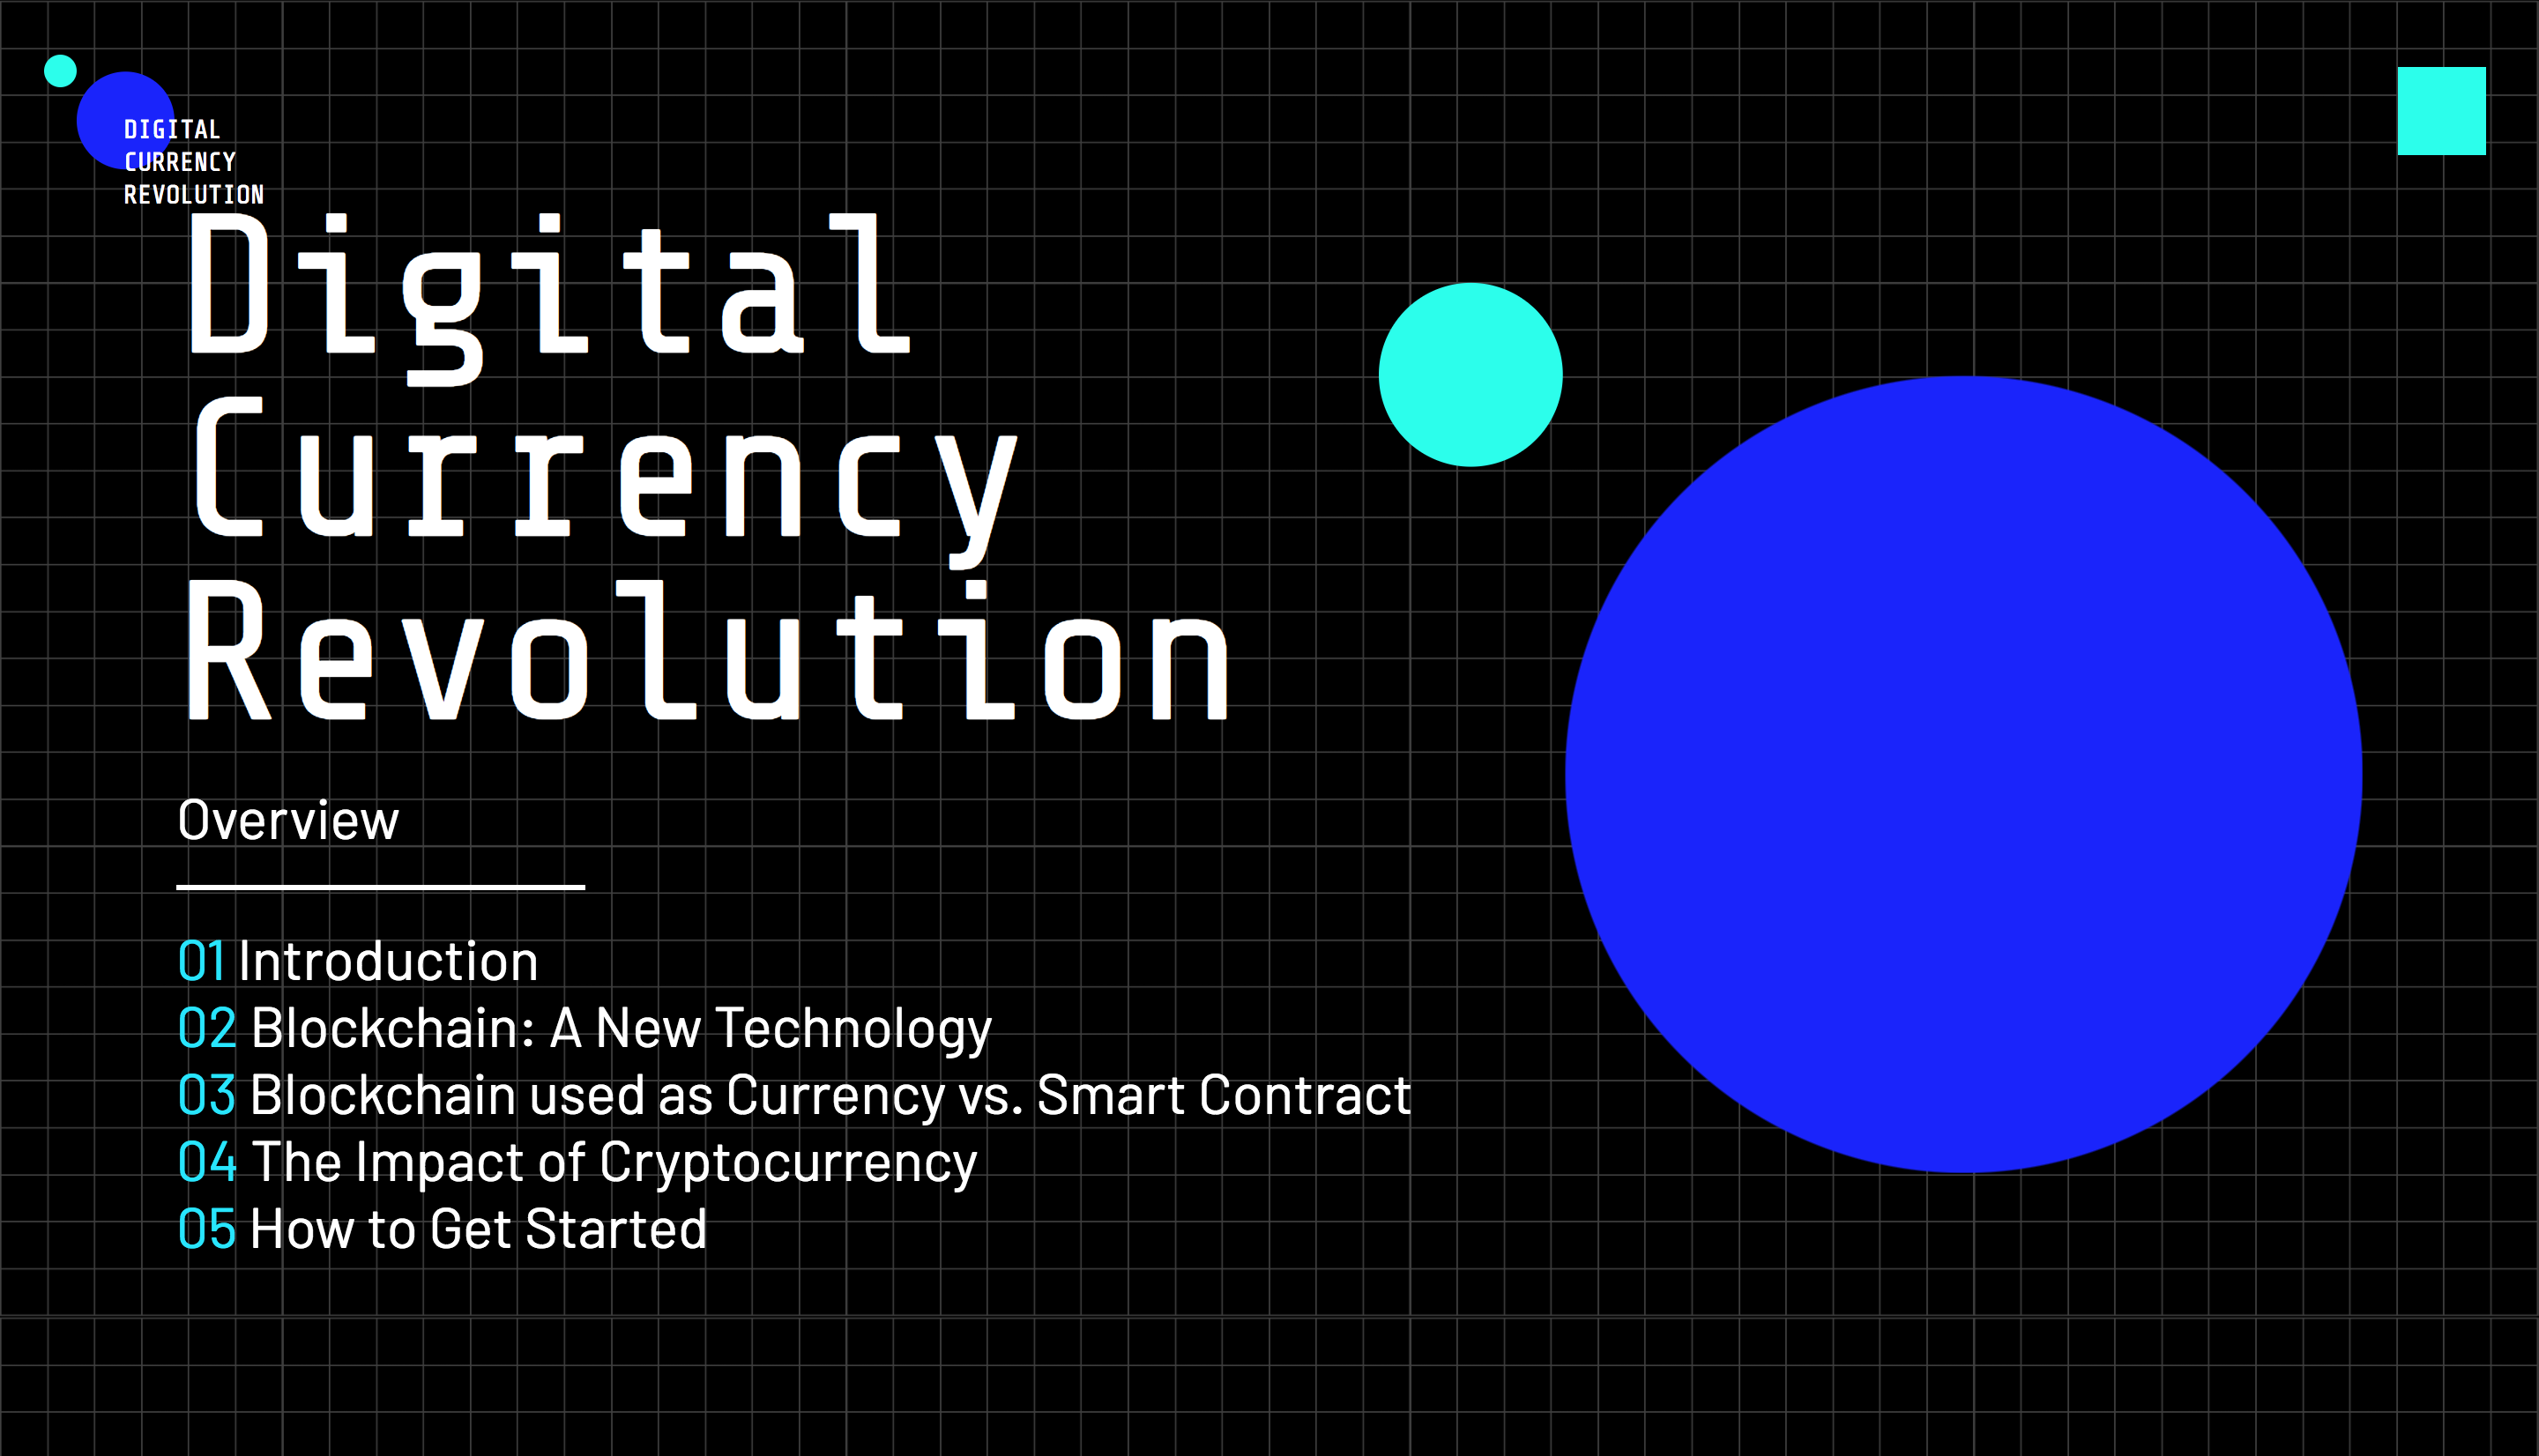 DIGITAL
CURRENCY
REVOLUTION
Digital
Currency
Revolution
Overview
01 Introduction
02 Blockchain: A New Technology
03 Blockchain used as Currency vs. Smart Contract
04 The Impact of Cryptocurrency
05 How to Get Started